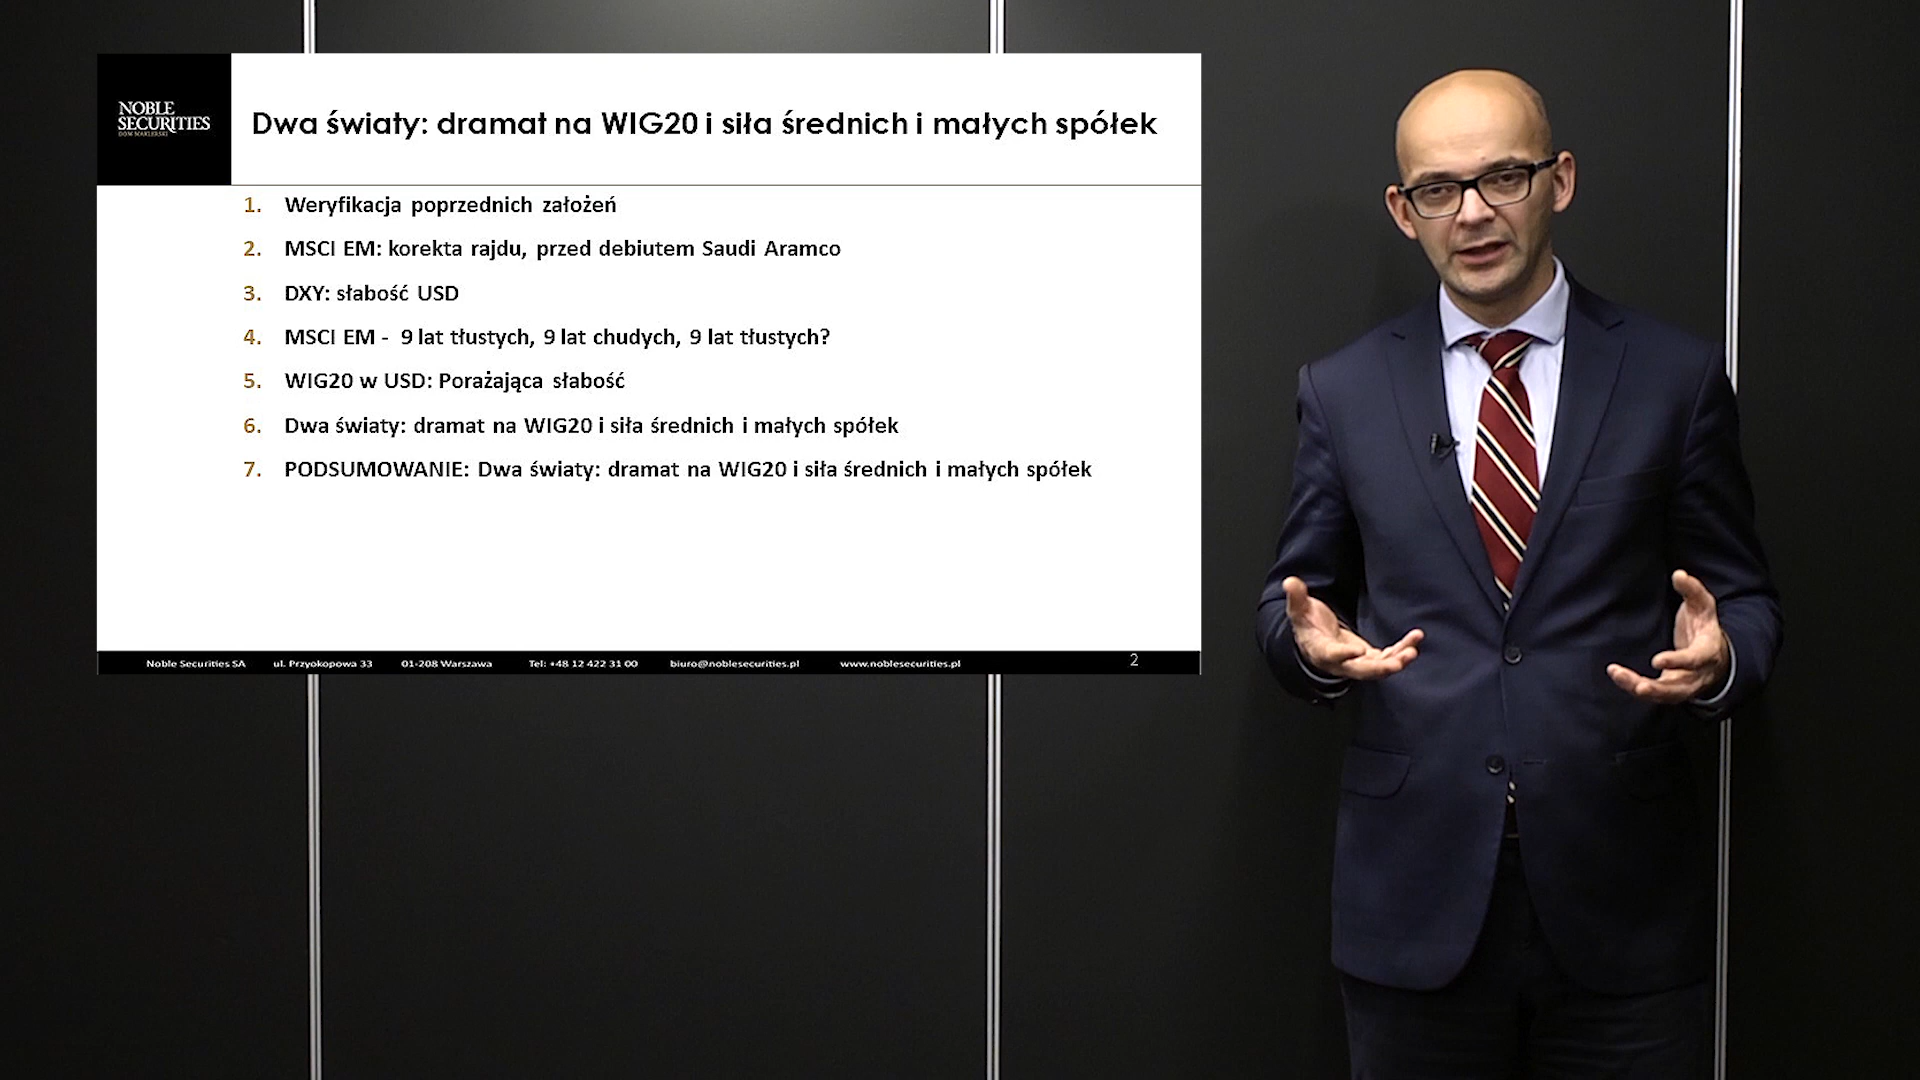 NOBLE
SECURITIES
DOM MAKLERSKI
Dwa światy: dramat na WIG20 i siła średnich i małych spółek
1. Weryfikacja poprzednich założeń
2. MSCI EM: korekta rajdu, przed debiutem Saudi Aramco
3. DXY: słabość USD
4. MSCI EM - 9 lat tłustych, 9 lat chudych, 9 lat tłustych?
5. WIG20 w USD: Porażająca słabość
6. Dwa światy: dramat na WIG20 i siła średnich i małych spółek
7. PODSUMOWANIE: Dwa światy: dramat na WIG20 i siła średnich i małych spółek
Noble Securities SA ul. Przyokopowa 33 01-208 Warszawa Tel: +48 12 422 31 00 biuro@noblesecurities.pl www.noblesecurities.pl 2